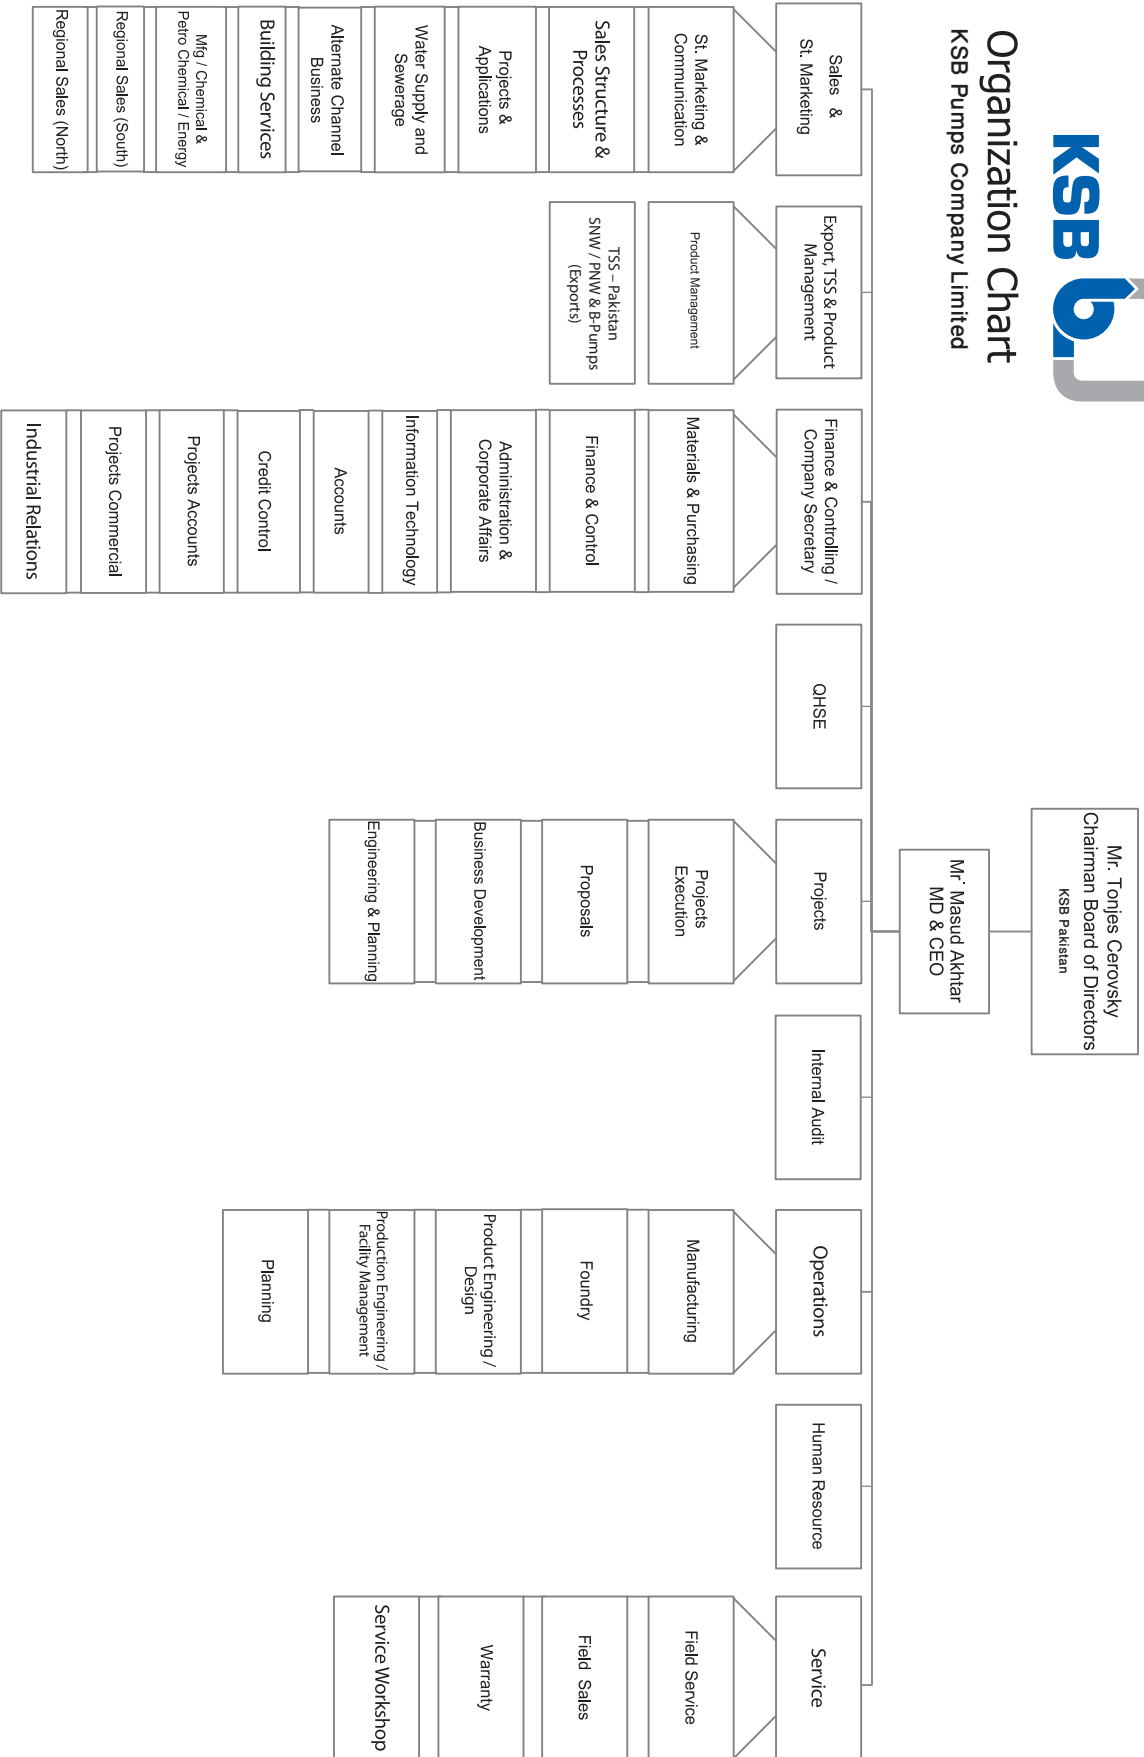 KSB
Organization Chart
KSB Pumps Company Limited
Mr. Tonjes Cerovsky
Chairman Board of Directors
KSB Pakistan
Mr. Masud Akhtar
MD & CEO
Sales &
St. Marketing
St. Marketing &
Communication
Sales Structure &
Processes
Projects &
Applications
Water Supply and
Sewerage
Alternate Channel
Business
Building Services
Mfg / Chemical &
Petro Chemical / Energy
Regional Sales (South)
Regional Sales (North)
Export, TSS & Product
Management
Product Management
TSS – Pakistan
SNW / PNW & B-Pumps
(Exports)
Finance & Controlling /
Company Secretary
Materials & Purchasing
Finance & Control
Administration &
Corporate Affairs
Information Technology
Accounts
Credit Control
Projects Accounts
Projects Commercial
Industrial Relations
QHSE
Projects
Projects
Execution
Proposals
Business Development
Engineering & Planning
Internal Audit
Operations
Manufacturing
Foundry
Product Engineering /
Design
Production Engineering /
Facility Management
Planning
Human Resource
Service
Field Service
Field Sales
Warranty
Service Workshop